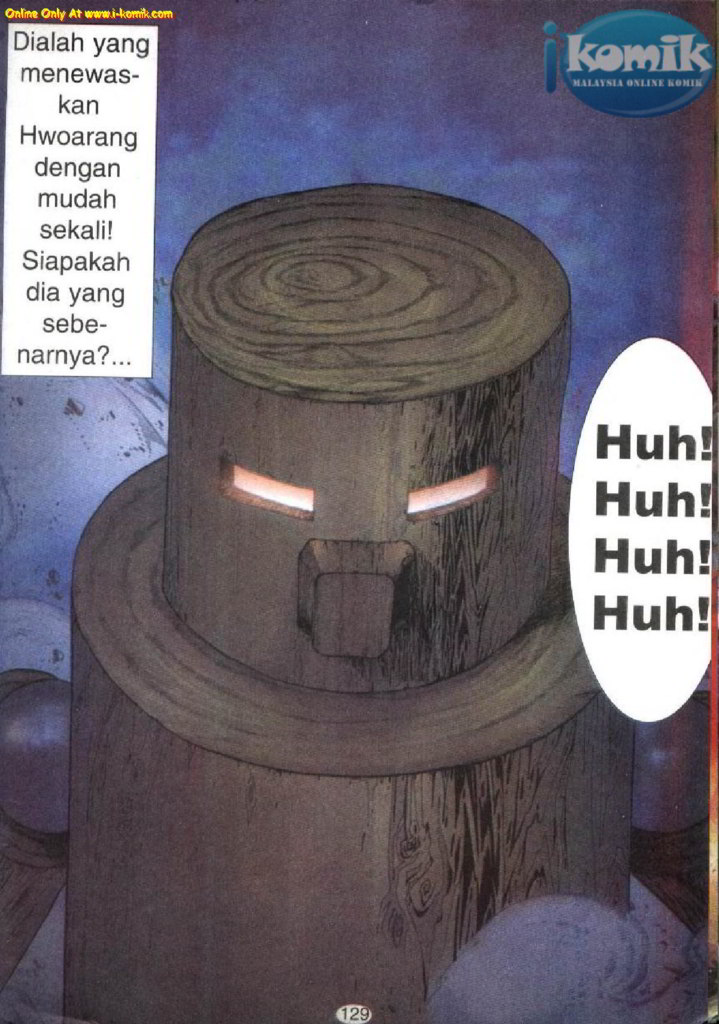 Online Only At www.i-komik.com
ikomik
MALAYSIA ONLINE KOMIK
Dialah yang
menewas-
kan
Hwoarang
dengan
mudah
sekali!
Siapakah
dia yang
sebe-
narnya?...
Huh!
Huh!
Huh!
Huh!
129